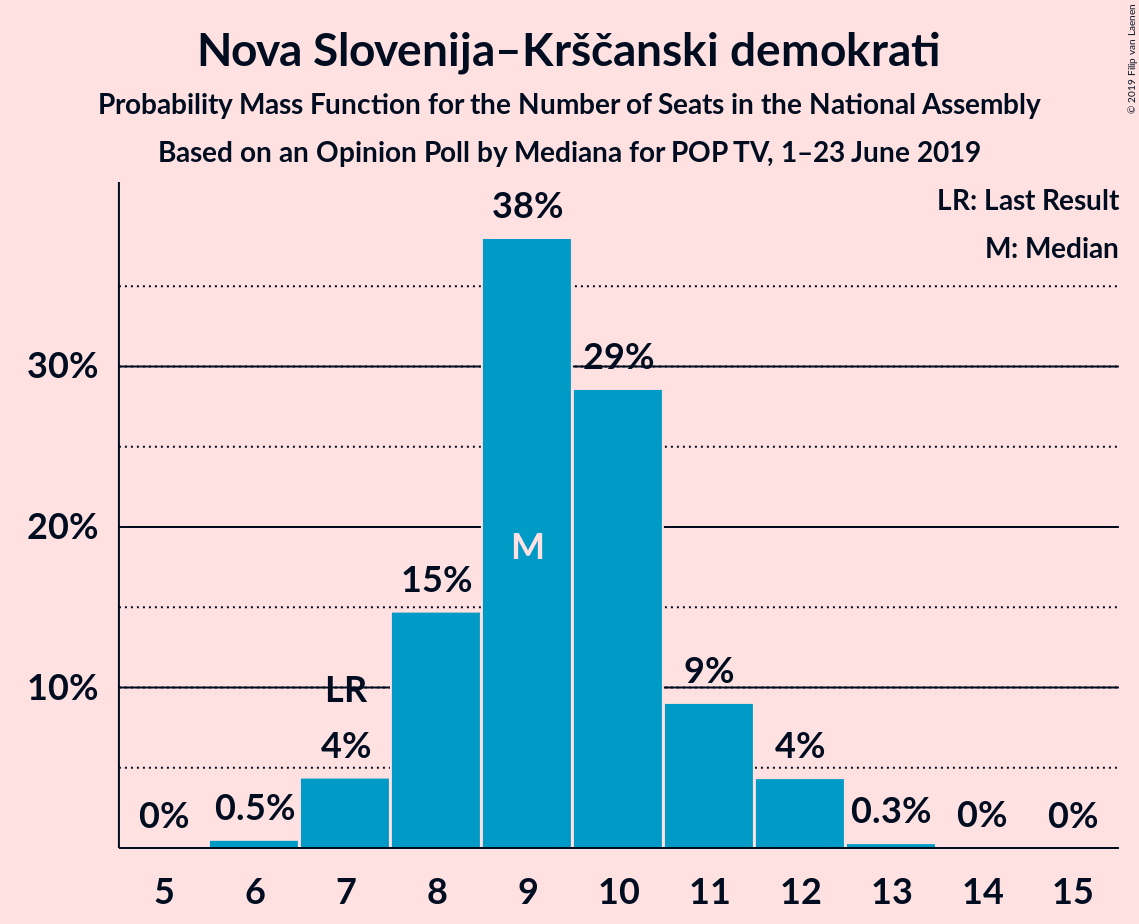 Nova Slovenija–Krščanski demokrati
Probability Mass Function for the Number of Seats in the National Assembly
Based on an Opinion Poll by Mediana for POP TV, 1–23 June 2019
© 2019 Filip van Laenen
LR: Last Result
M: Median
38%
30%
29%
20%
M
15%
10%
LR
9%
4%
4%
0%
0.5%
0.3%
0%
0%
5 6 7 8 9 10 11 12 13 14 15